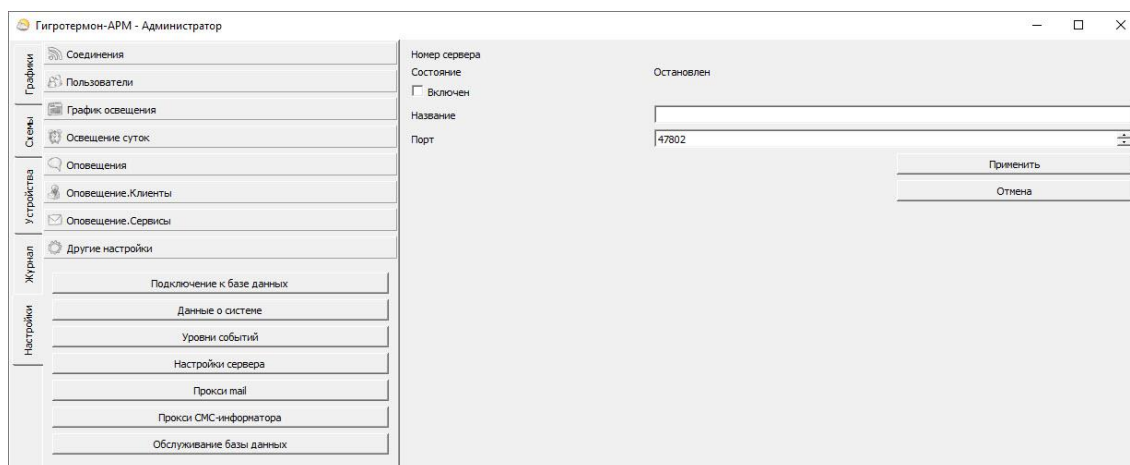 Гигротермон-АРМ - Администратор
Графики
Схемы
Устройства
Журнал
Настройки
Соединения
Пользователи
График освещения
Освещение суток
Оповещения
Оповещение.Клиенты
Оповещение.Сервисы
Другие настройки
Подключение к базе данных
Данные о системе
Уровни событий
Настройки сервера
Прокси mail
Прокси СМС-информатора
Обслуживание базы данных
Номер сервера
Состояние Остановлен
Включен
Название
Порт 47802
Применить
Отмена